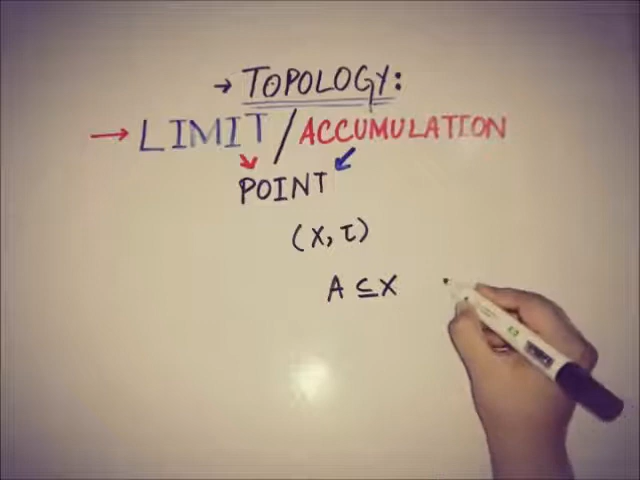 → TOPOLOGY:
→ LIMIT / ACCUMULATION
POINT
(X, τ)
A ⊆ X